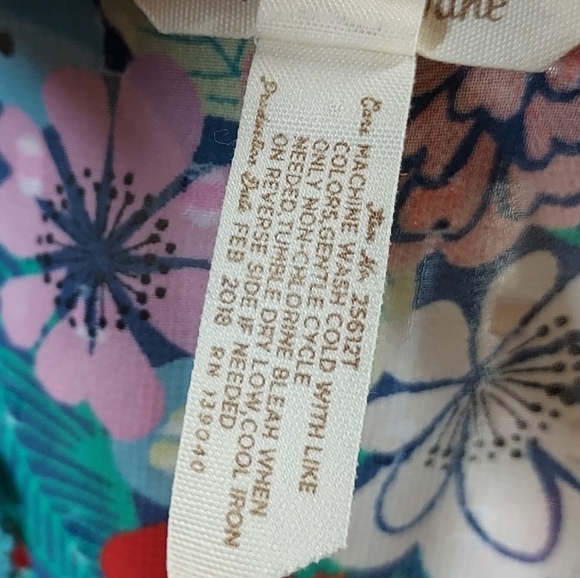 Care MACHINE WASH COLD WITH LIKE
COLORS, GENTLE CYCLE
ONLY NON-CHLORINE BLEAH WHEN
NEEDED, TUMBLE DRY LOW, COOL IRON
ON REVERSE SIDE IF NEEDED
Item No. 25612T
Production Date FEB 2018 RN 139040